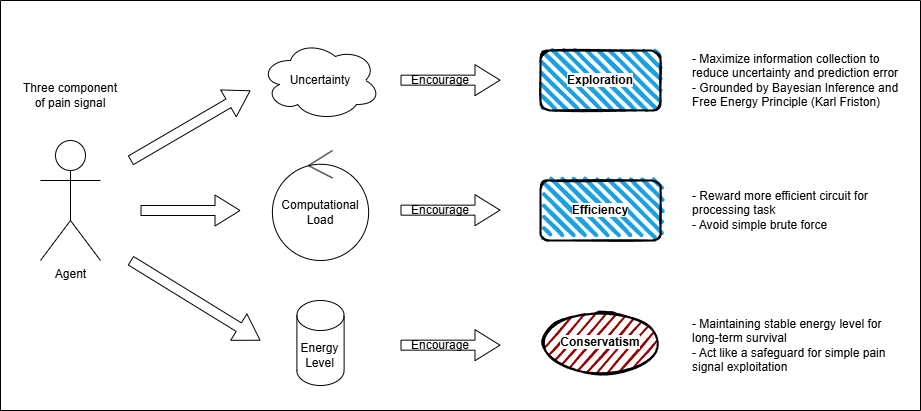 Three component
of pain signal
Agent
Uncertainty
Encourage
Exploration
- Maximize information collection to
reduce uncertainty and prediction error
- Grounded by Bayesian Inference and
Free Energy Principle (Karl Friston)
Computational
Load
Encourage
Efficiency
- Reward more efficient circuit for
processing task
- Avoid simple brute force
Energy
Level
Encourage
Conservatism
- Maintaining stable energy level for
long-term survival
- Act like a safeguard for simple pain
signal exploitation